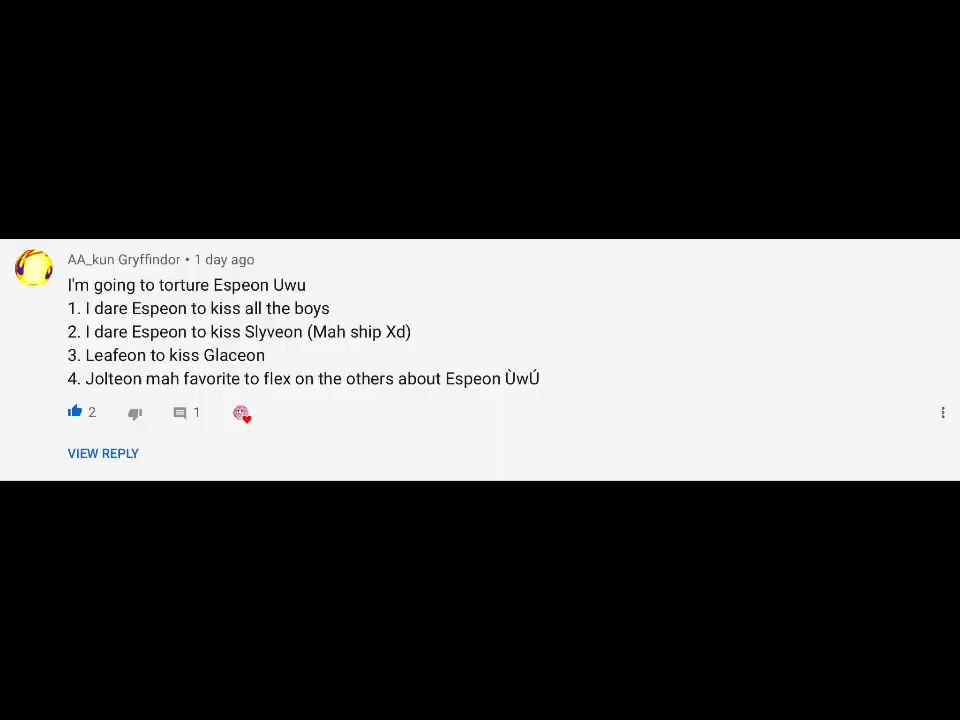 AA_kun Gryffindor • 1 day ago
I'm going to torture Espeon Uwu
1. I dare Espeon to kiss all the boys
2. I dare Espeon to kiss Slyveon (Mah ship Xd)
3. Leafeon to kiss Glaceon
4. Jolteon mah favorite to flex on the others about Espeon ÙwÚ
2 1
VIEW REPLY